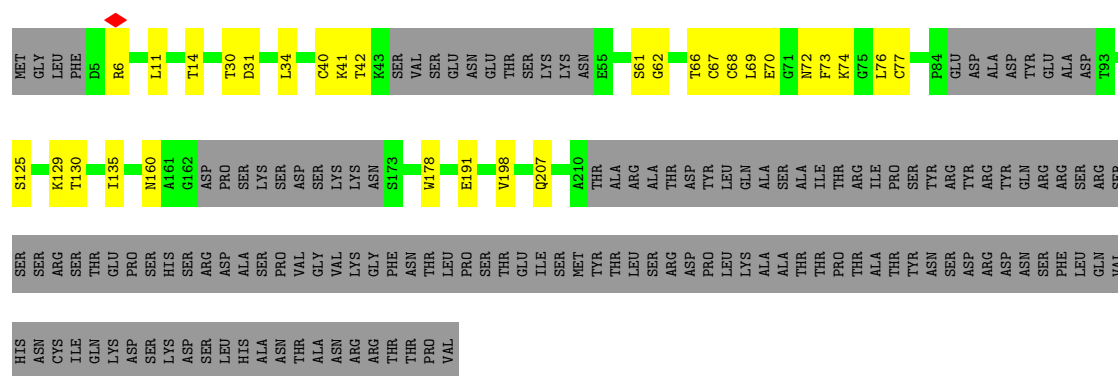 MET GLY LEU PHE D5 R6 L11 T14 T30 D31 L34 C40 K41 T42 K43 SER VAL SER GLU ASN GLU THR SER LYS LYS ASN E55 S61 G62 T66 C67 C68 L69 E70 G71 N72 F73 K74 G75 L76 C77 P84 GLU ASP ALA ASP TYR GLU ALA ASP T93
S125 K129 T130 I135 N160 A161 G162 ASP PRO SER LYS SER ASP SER LYS LYS ASN S173 W178 E191 V198 Q207 A210 THR ALA ARG ALA THR ASP TYR LEU GLN ALA SER ALA ILE THR ARG ILE PRO SER TYR ARG TYR ARG TYR GLN ARG ARG SER ARG SER
SER SER ARG SER THR GLU PRO SER HIS SER ARG ASP ALA SER PRO VAL GLY VAL LYS GLY PHE ASN THR LEU PRO SER THR GLU ILE SER MET TYR THR LEU SER ARG ASP PRO LEU LYS ALA ALA THR THR PRO THR ALA THR TYR ASN SER ASP ARG ASP ASN SER PHE LEU GLN VAL
HIS ASN CYS ILE GLN LYS ASP SER LYS ASP SER LEU HIS ALA ASN THR ALA ASN ARG ARG THR THR PRO VAL